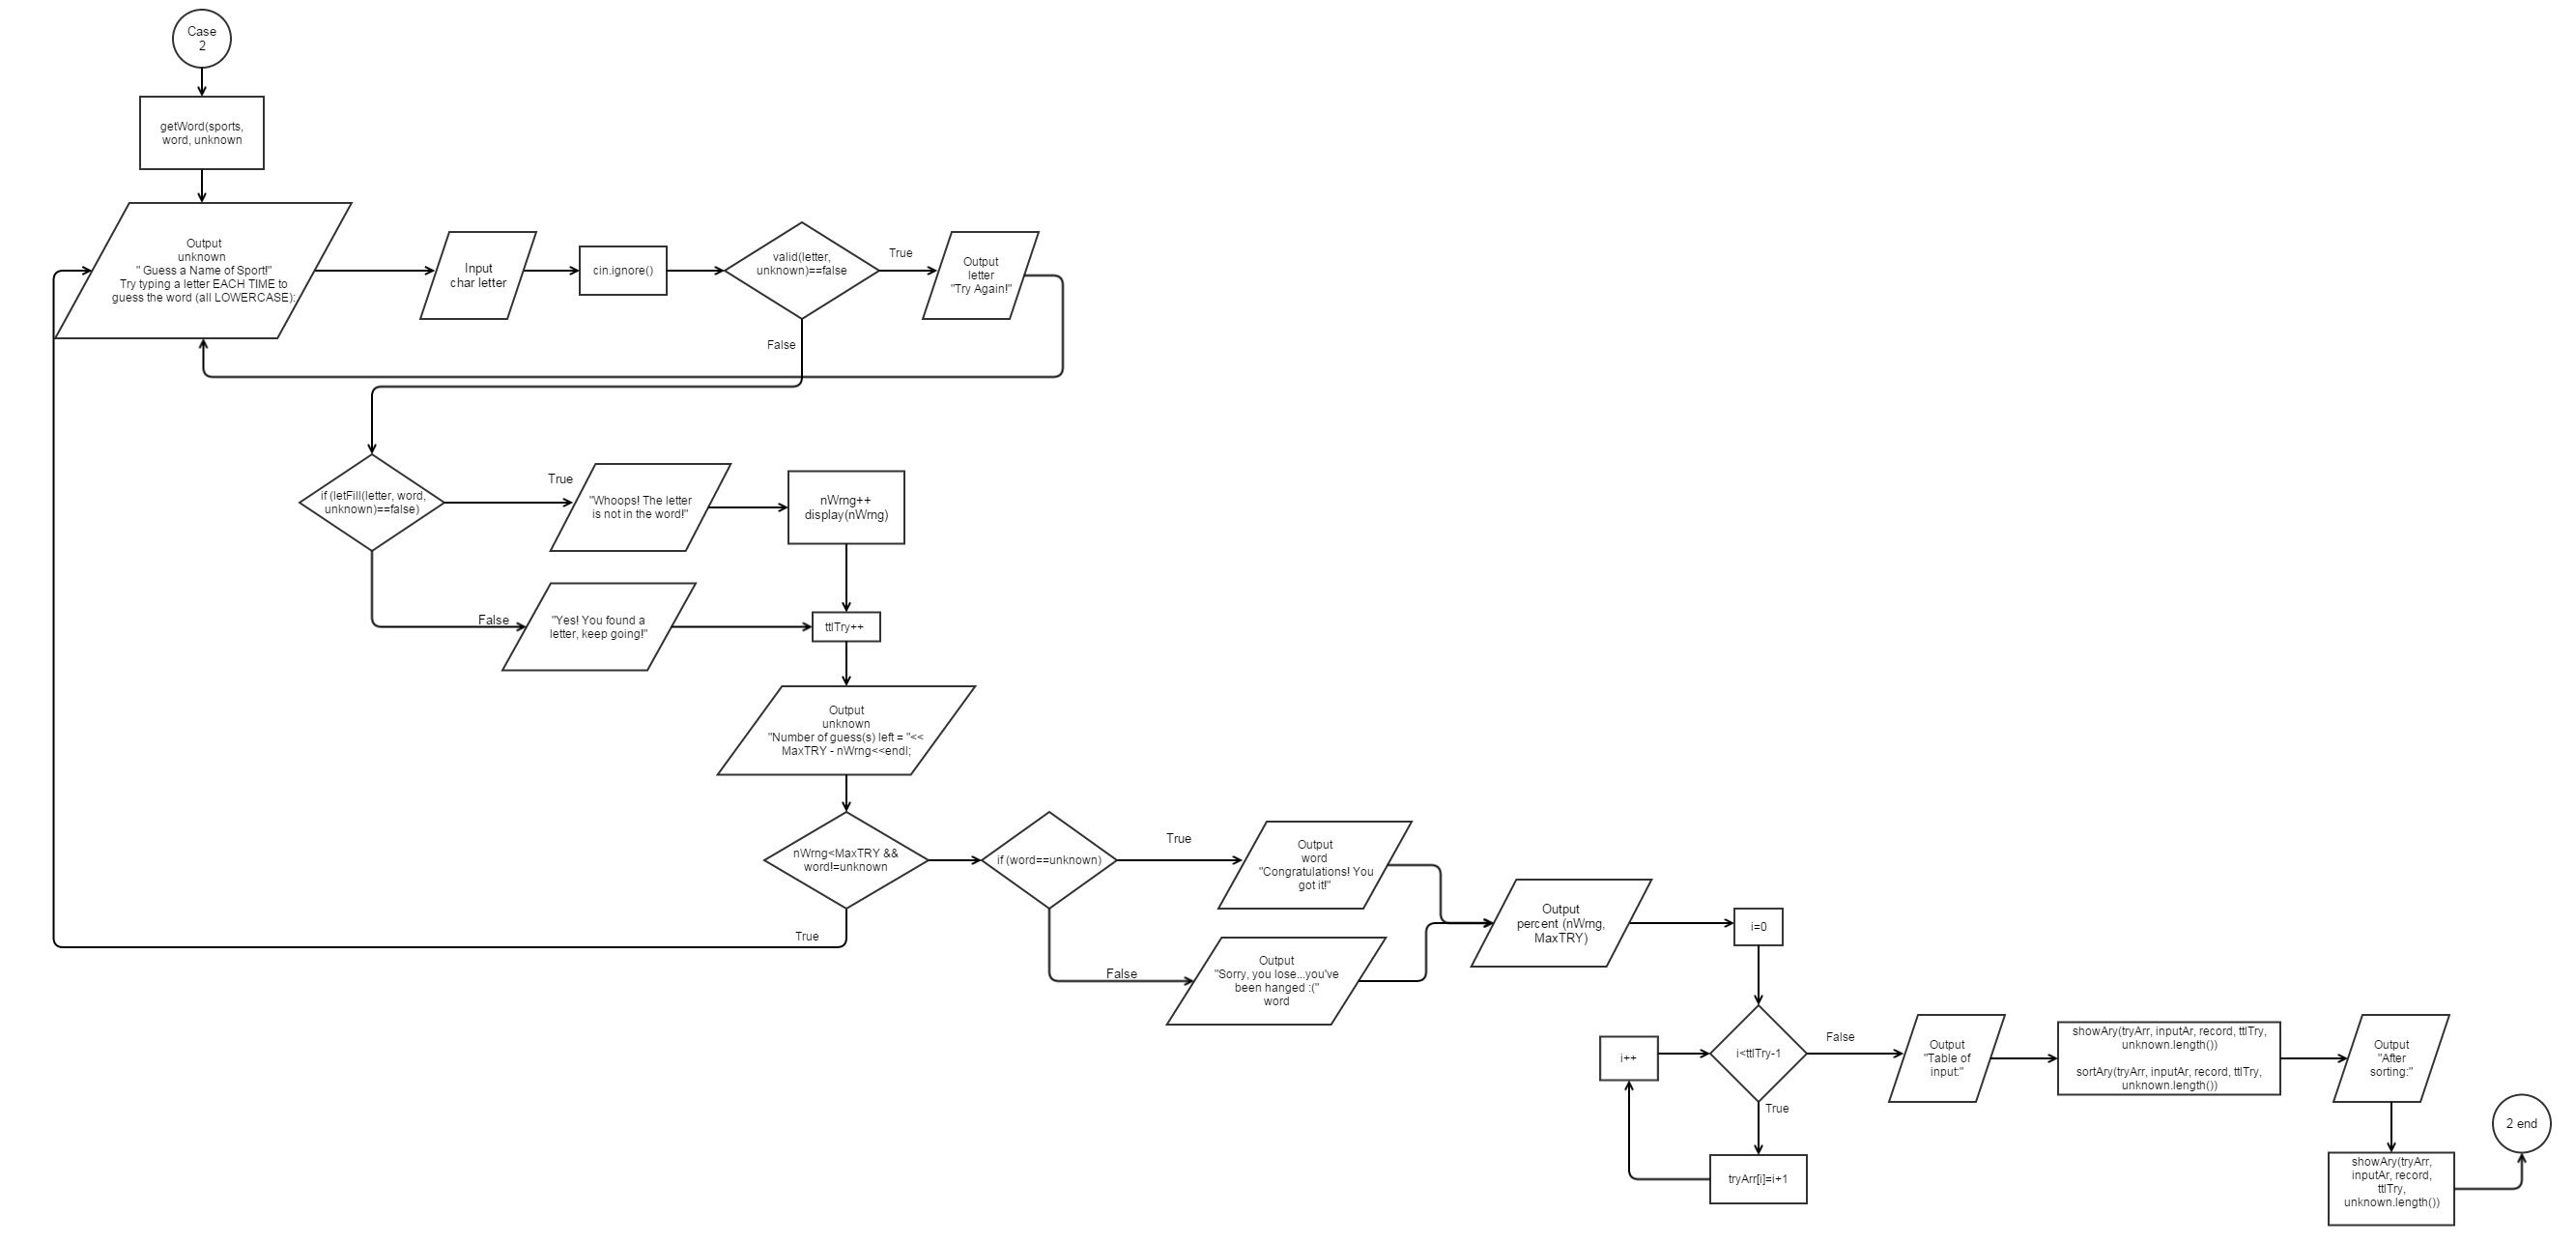 Case
2
getWord(sports,
word, unknown
Output
unknown
" Guess a Name of Sport!"
Try typing a letter EACH TIME to
guess the word (all LOWERCASE):
Input
char letter
cin.ignore()
valid(letter,
unknown)==false
True
Output
letter
"Try Again!"
False
if (letFill(letter, word,
unknown)==false)
True
"Whoops! The letter
is not in the word!"
nWrng++
display(nWrng)
False
"Yes! You found a
letter, keep going!"
ttlTry++
Output
unknown
"Number of guess(s) left = "<<
MaxTRY - nWrng<<endl;
nWrng<MaxTRY &&
word!=unknown
True
if (word==unknown)
True
Output
word
"Congratulations! You
got it!"
False
Output
"Sorry, you lose...you've
been hanged :("
word
Output
percent (nWrng,
MaxTRY)
i=0
i++
i<ttlTry-1
False
True
tryArr[i]=i+1
Output
"Table of
input:"
showAry(tryArr, inputAr, record, ttlTry,
unknown.length())
sortAry(tryArr, inputAr, record, ttlTry,
unknown.length())
Output
"After
sorting:"
showAry(tryArr,
inputAr, record,
ttlTry,
unknown.length())
2 end